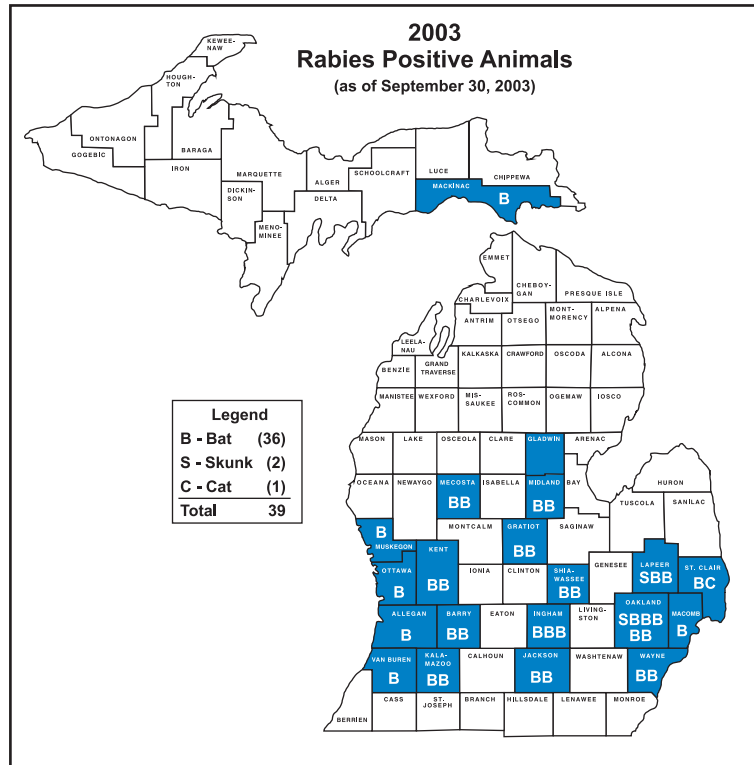 2003
Rabies Positive Animals
(as of September 30, 2003)
KEWEE-
NAW
HOUGH-
TON
ONTONAGON
GOGEBIC
BARAGA
IRON
MARQUETTE
DICKIN-
SON
MENO-
MINEE
ALGER
DELTA
SCHOOLCRAFT
LUCE
CHIPPEWA
MACKINAC
B
EMMET
CHEBOY-
GAN
PRESQUE ISLE
CHARLEVOIX
ANTRIM
OTSEGO
MONT-
MORENCY
ALPENA
LEELA-
NAU
BENZIE
GRAND
TRAVERSE
KALKASKA
CRAWFORD
OSCODA
ALCONA
MANISTEE
WEXFORD
MIS-
SAUKEE
ROS-
COMMON
OGEMAW
IOSCO
Legend
B - Bat (36)
S - Skunk (2)
C - Cat (1)
Total 39
MASON
LAKE
OSCEOLA
CLARE
GLADWIN
ARENAC
OCEANA
NEWAYGO
MECOSTA
BB
ISABELLA
MIDLAND
BB
BAY
HURON
TUSCOLA
SANILAC
B
MUSKEGON
MONTCALM
GRATIOT
BB
SAGINAW
KENT
BB
OTTAWA
B
IONIA
CLINTON
SHIA-
WASSEE
BB
GENESEE
LAPEER
SBB
ST. CLAIR
BC
ALLEGAN
B
BARRY
BB
EATON
INGHAM
BBB
LIVING-
STON
OAKLAND
SBBB
BB
MACOMB
B
VAN BUREN
B
KALA-
MAZOO
BB
CALHOUN
JACKSON
BB
WASHTENAW
WAYNE
BB
BERRIEN
CASS
ST.
JOSEPH
BRANCH
HILLSDALE
LENAWEE
MONROE